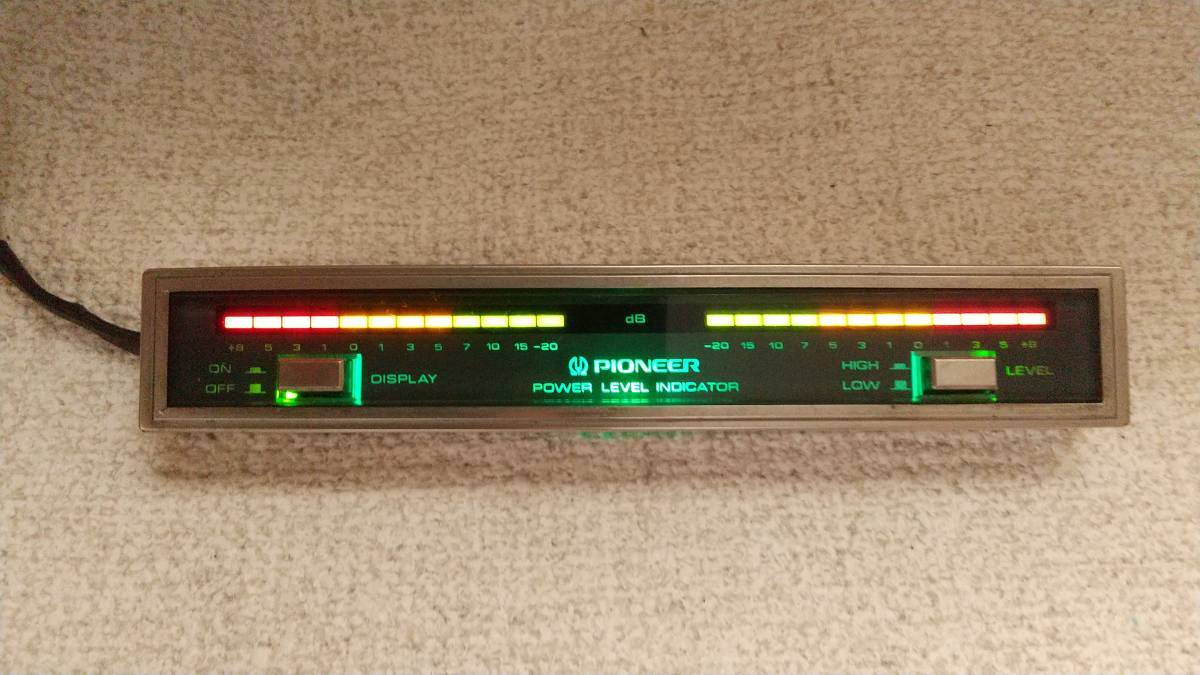 dB
+8 5 3 1 0 1 3 5 7 10 15 -20
-20 15 10 7 5 3 1 0 1 3 5 +8
ON
OFF
DISPLAY
PIONEER
POWER LEVEL INDICATOR
HIGH
LOW
LEVEL